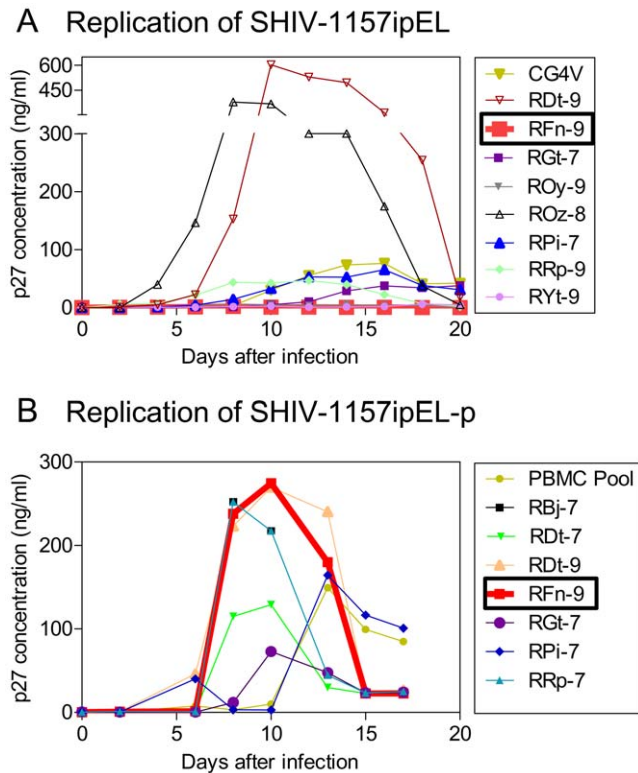 A Replication of SHIV-1157ipEL
p27 concentration (ng/ml)
600
450
300
200
100
0
0 5 10 15 20
Days after infection
CG4V
RDt-9
RFn-9
RGt-7
ROy-9
ROz-8
RPi-7
RRp-9
RYt-9
B Replication of SHIV-1157ipEL-p
p27 concentration (ng/ml)
300
200
100
0
0 5 10 15 20
Days after infection
PBMC Pool
RBj-7
RDt-7
RDt-9
RFn-9
RGt-7
RPi-7
RRp-7